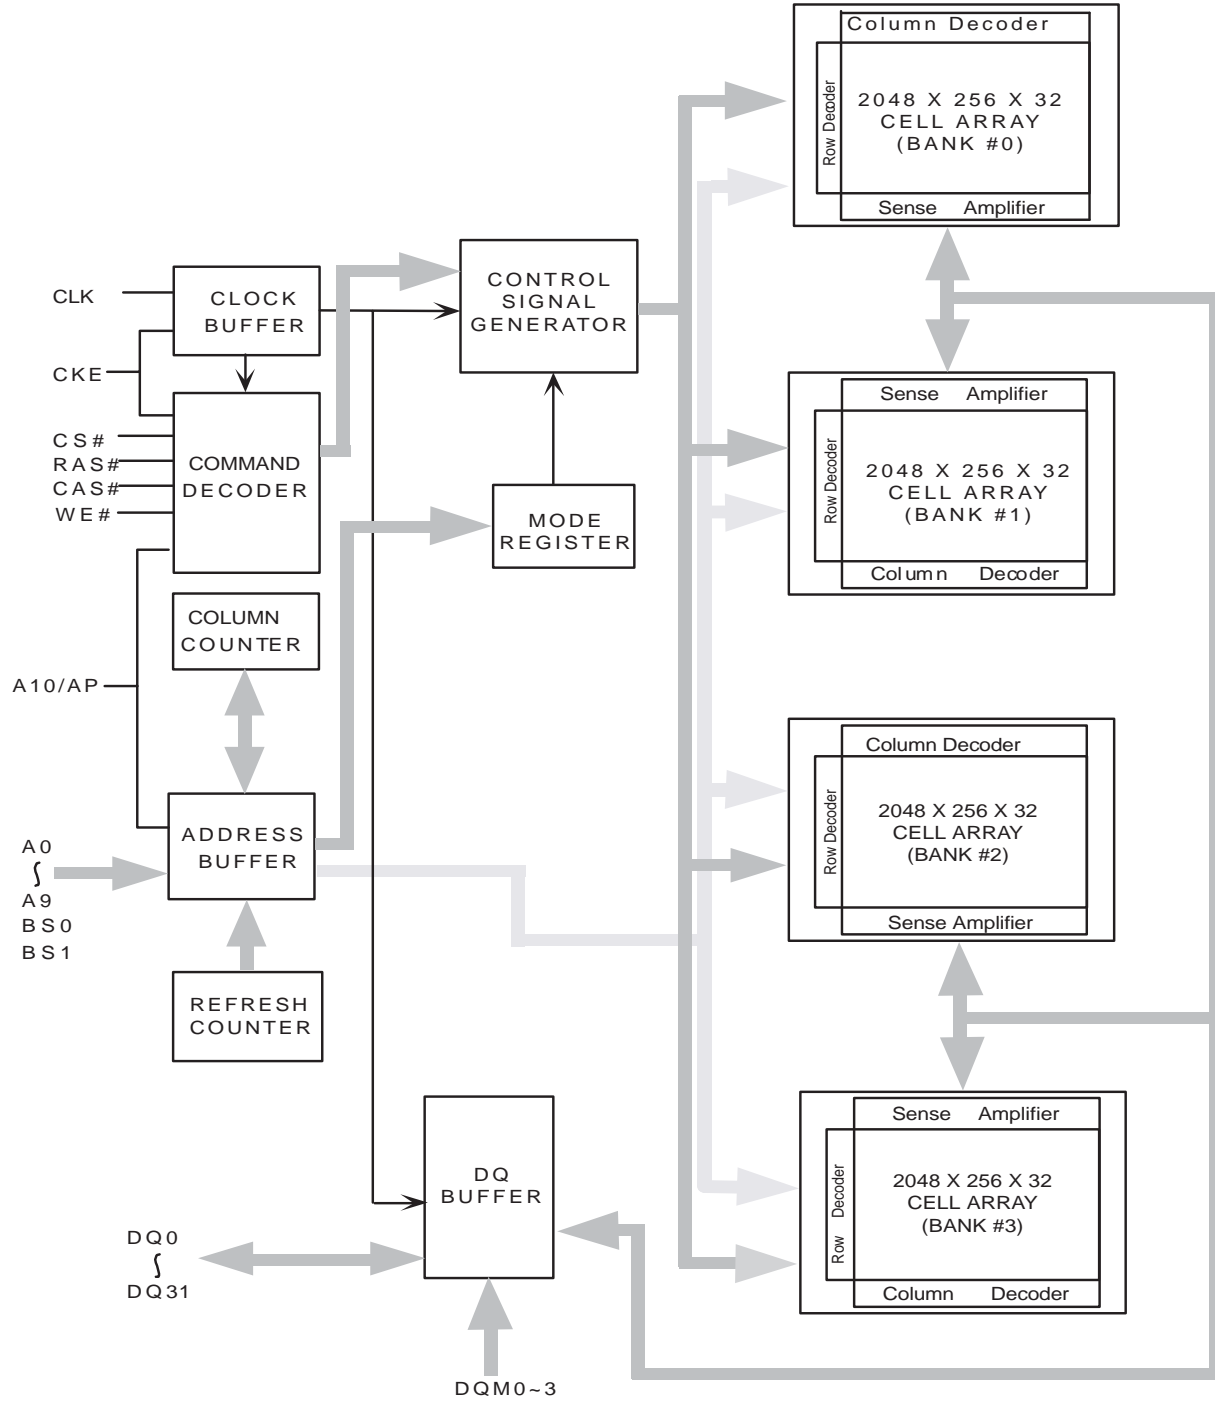 Column Decoder
Row Decoder
2048 X 256 X 32
CELL ARRAY
(BANK #0)
Sense Amplifier
CLK
CLOCK
BUFFER
CONTROL
SIGNAL
GENERATOR
CKE
CS#
RAS#
CAS#
WE#
COMMAND
DECODER
MODE
REGISTER
Sense Amplifier
Row Decoder
2048 X 256 X 32
CELL ARRAY
(BANK #1)
Column Decoder
COLUMN
COUNTER
A10/AP
ADDRESS
BUFFER
A0
A9
BS0
BS1
REFRESH
COUNTER
Column Decoder
Row Decoder
2048 X 256 X 32
CELL ARRAY
(BANK #2)
Sense Amplifier
DQ
BUFFER
DQ0
DQ31
DQM0~3
Sense Amplifier
Row Decoder
2048 X 256 X 32
CELL ARRAY
(BANK #3)
Column Decoder